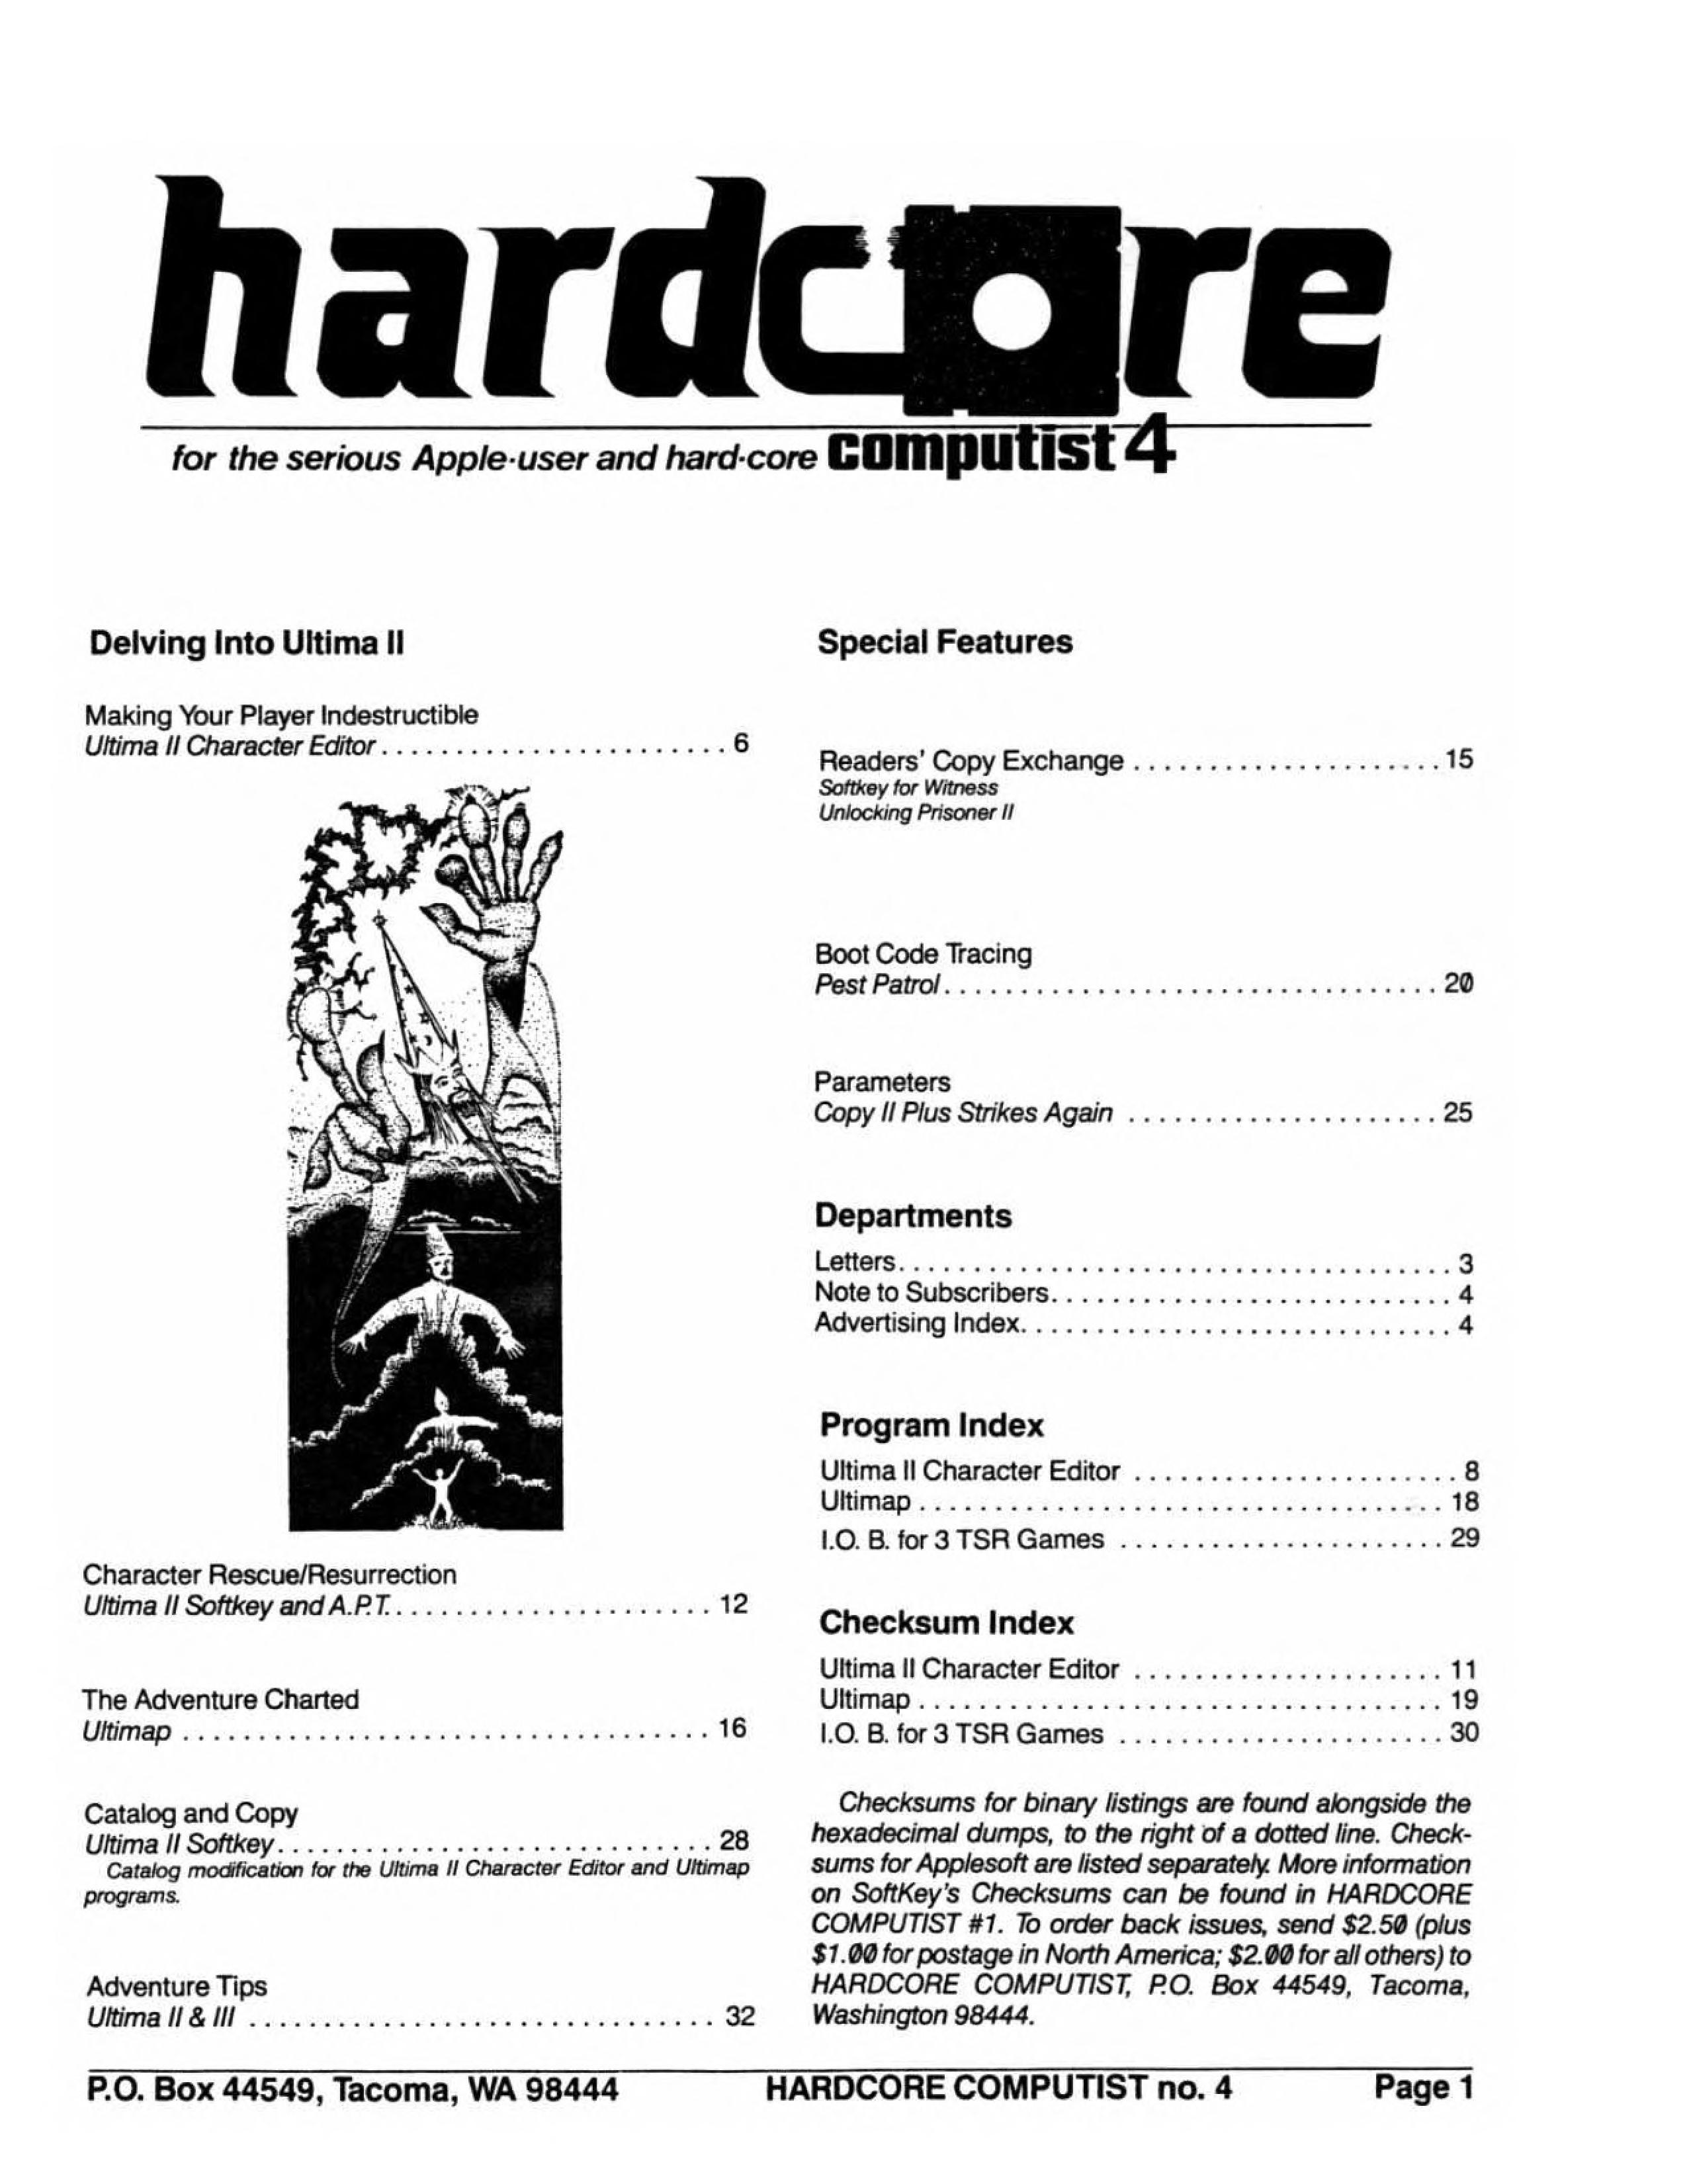 hardcore
for the serious Apple-user and hard-core computist 4
Delving Into Ultima II
Making Your Player Indestructible
Ultima II Character Editor . . . . . . . . . . . . . . . . . . . . . . . 6
Character Rescue/Resurrection
Ultima II Softkey and A.P.T. . . . . . . . . . . . . . . . . . . . . . 12
The Adventure Charted
Ultimap . . . . . . . . . . . . . . . . . . . . . . . . . . . . . . . . . . . 16
Catalog and Copy
Ultima II Softkey . . . . . . . . . . . . . . . . . . . . . . . . . . . . . 28
Catalog modification for the Ultima II Character Editor and Ultimap
programs.
Adventure Tips
Ultima II & III . . . . . . . . . . . . . . . . . . . . . . . . . . . . . . . 32
Special Features
Readers' Copy Exchange . . . . . . . . . . . . . . . . . . . . . 15
Softkey for Witness
Unlocking Prisoner II
Boot Code Tracing
Pest Patrol . . . . . . . . . . . . . . . . . . . . . . . . . . . . . . . . . 20
Parameters
Copy II Plus Strikes Again . . . . . . . . . . . . . . . . . . . . . 25
Departments
Letters . . . . . . . . . . . . . . . . . . . . . . . . . . . . . . . . . . . . . 3
Note to Subscribers . . . . . . . . . . . . . . . . . . . . . . . . . . . 4
Advertising Index . . . . . . . . . . . . . . . . . . . . . . . . . . . . . 4
Program Index
Ultima II Character Editor . . . . . . . . . . . . . . . . . . . . . . 8
Ultimap . . . . . . . . . . . . . . . . . . . . . . . . . . . . . . . . . . . 18
I.O. B. for 3 TSR Games . . . . . . . . . . . . . . . . . . . . . . 29
Checksum Index
Ultima II Character Editor . . . . . . . . . . . . . . . . . . . . . 11
Ultimap . . . . . . . . . . . . . . . . . . . . . . . . . . . . . . . . . . . 19
I.O. B. for 3 TSR Games . . . . . . . . . . . . . . . . . . . . . . 30
Checksums for binary listings are found alongside the
hexadecimal dumps, to the right of a dotted line. Check-
sums for Applesoft are listed separately. More information
on SoftKey's Checksums can be found in HARDCORE
COMPUTIST #1. To order back issues, send $2.50 (plus
$1.00 for postage in North America; $2.00 for all others) to
HARDCORE COMPUTIST, P.O. Box 44549, Tacoma,
Washington 98444.
P.O. Box 44549, Tacoma, WA 98444 HARDCORE COMPUTIST no. 4 Page 1